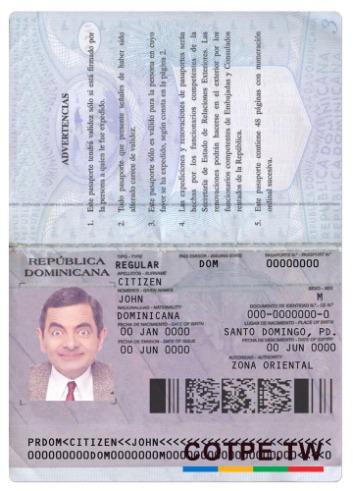 ADVERTENCIAS
1. Este pasaporte tendrá validez sólo si está firmado por
la persona a quien le fue expedido.
2. Todo pasaporte que presente señales de haber sido
alterado carece de validez.
3. Este pasaporte sólo es válido para la persona en cuyo
favor se ha expedido, según consta en la página 2.
4. Las expediciones y renovaciones de pasaportes serán
hechas por los funcionarios competentes de la
Secretaría de Estado de Relaciones Exteriores. Las
renovaciones podrán hacerse en el exterior por los
funcionarios competentes de Embajadas y Consulados
rentados de la República.
5. Este pasaporte contiene 48 páginas con numeración
ordinal sucesiva.
3
REPÚBLICA
DOMINICANA
TIPO - TYPE
PAIS EMISOR - ISSUING STATE
PASAPORTE Nº - PASSPORT Nº
REGULAR
DOM
00000000
APELLIDOS - SURNAME
CITIZEN
NOMBRES - GIVEN NAMES
SEXO - SEX
JOHN
M
NACIONALIDAD - NATIONALITY
DOCUMENTO DE IDENTIDAD Nº
DOMINICANA
000-0000000-0
FECHA DE NACIMIENTO - DATE OF BIRTH
LUGAR DE NACIMIENTO - PLACE OF BIRTH
00 JAN 0000
SANTO DOMINGO, PD.
FECHA DE EMISION - DATE OF ISSUE
FECHA DE VENCIMIENTO - DATE OF EXPIRY
00 JUN 0000
00 JUN 0000
AUTORIDAD - AUTHORITY
ZONA ORIENTAL
PRDOM<CITIZEN<<JOHN<<<<
COTPE TW